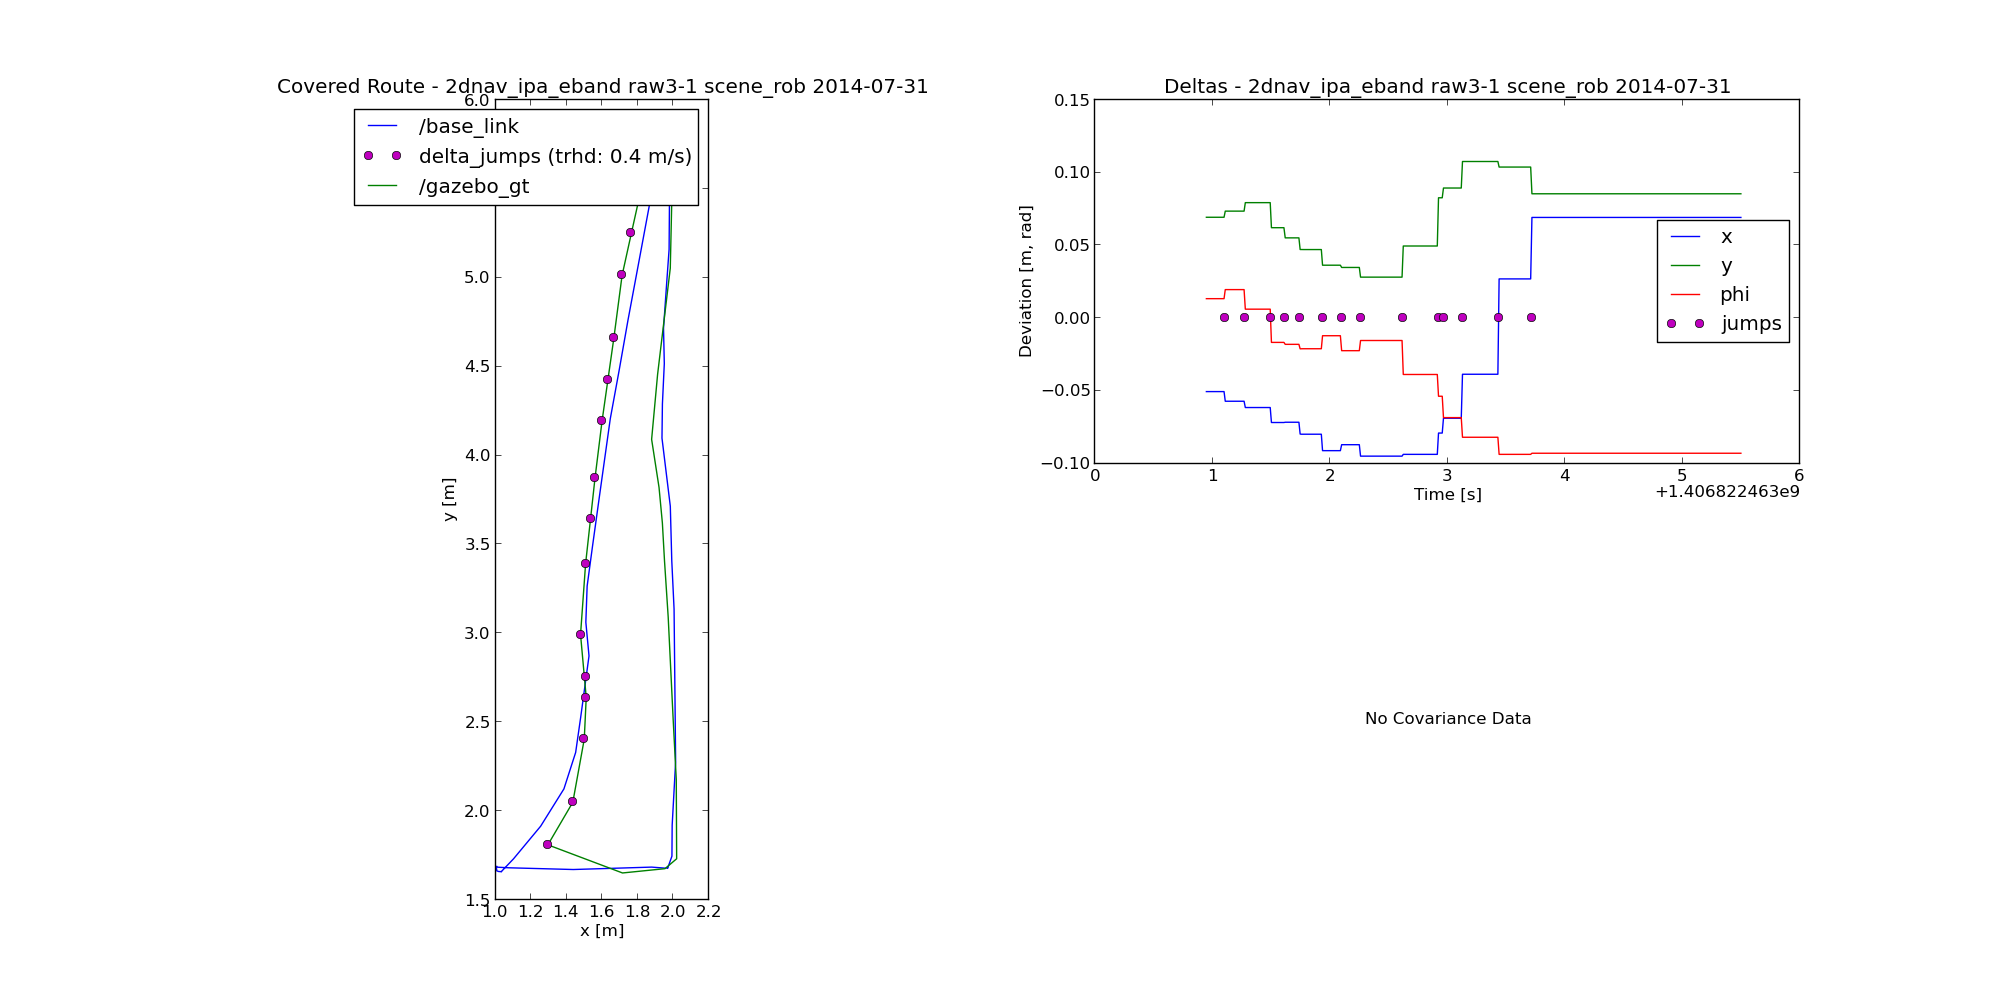 Covered Route - 2dnav_ipa_eband raw3-1 scene_rob 2014-07-31
6.0
/base_link
delta_jumps (trhd: 0.4 m/s)
/gazebo_gt
5.0
4.5
4.0
3.5
3.0
2.5
2.0
1.5
y [m]
1.0 1.2 1.4 1.6 1.8 2.0 2.2
x [m]
Deltas - 2dnav_ipa_eband raw3-1 scene_rob 2014-07-31
0.15
0.10
0.05
0.00
−0.05
−0.10
Deviation [m, rad]
x
y
phi
jumps
0 1 2 3 4 5 6
Time [s]
+1.406822463e9
No Covariance Data